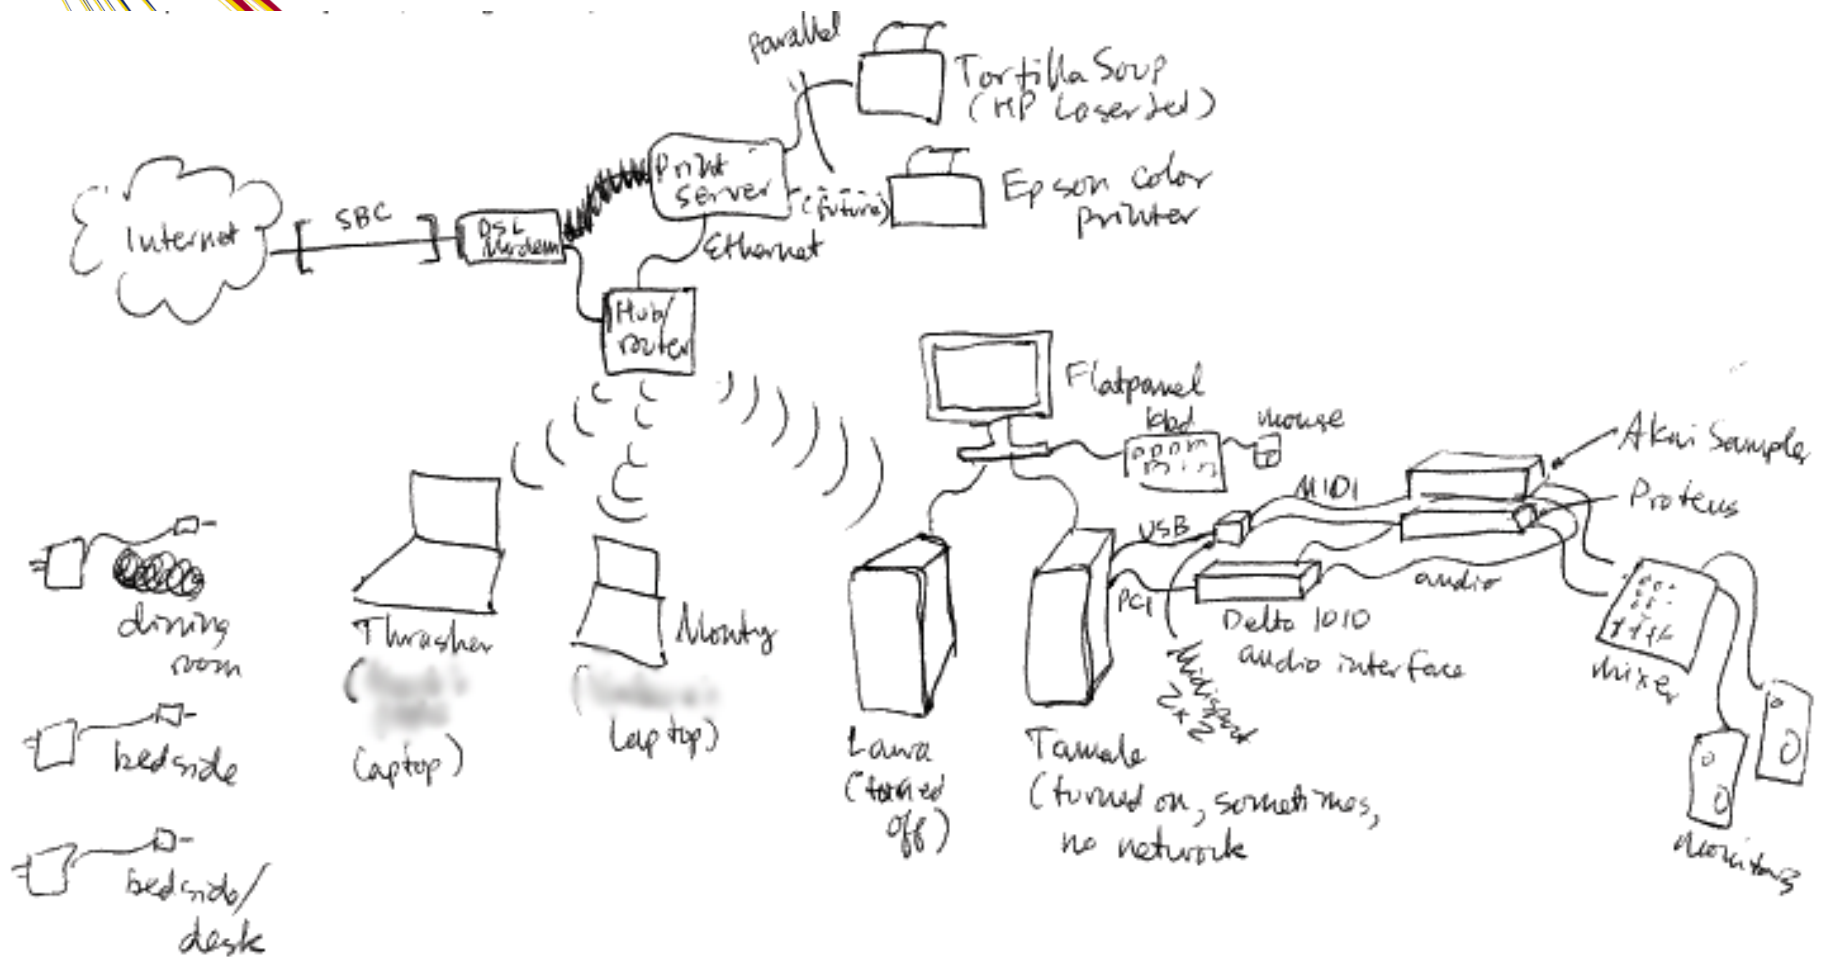 parallel
Tortilla Soup
(HP LaserJet)
Print
Server
(future)
Epson color
printer
Internet
SBC
DSL
Modem
Ethernet
Hub/
router
Flatpanel
kbd
mouse
Akai Sampler
Proteus
MIDI
USB
PCI
audio
Delta 1010
audio interface
Midisport
2x2
mixer
monitors
dining
room
bedside
bedside/
desk
Thrasher
(
laptop)
Monty
(
laptop)
Lava
(turned
off)
Tamale
(turned on, sometimes,
no network